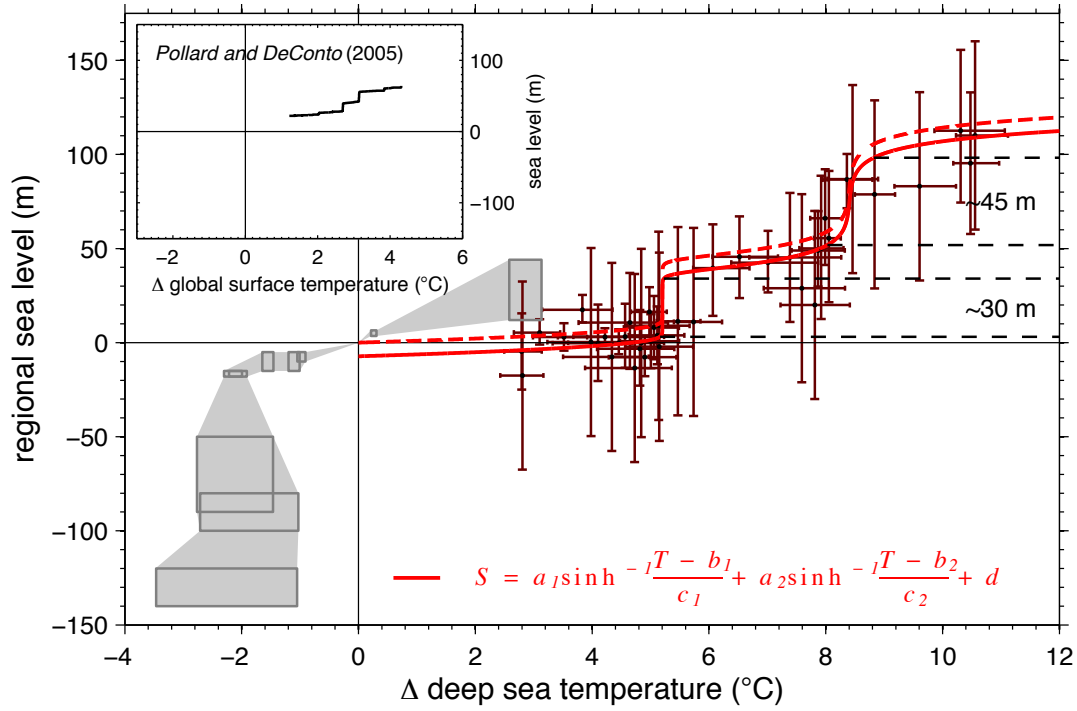 Pollard and DeConto (2005)
100
0
−100
sea level (m)
−2 0 2 4 6
Δ global surface temperature (°C)
150
100
50
0
−50
−100
−150
regional sea level (m)
~45 m
~30 m
S = a1 sinh −1 T − b1 / c1 + a2 sinh −1 T − b2 / c2 + d
−4 −2 0 2 4 6 8 10 12
Δ deep sea temperature (°C)